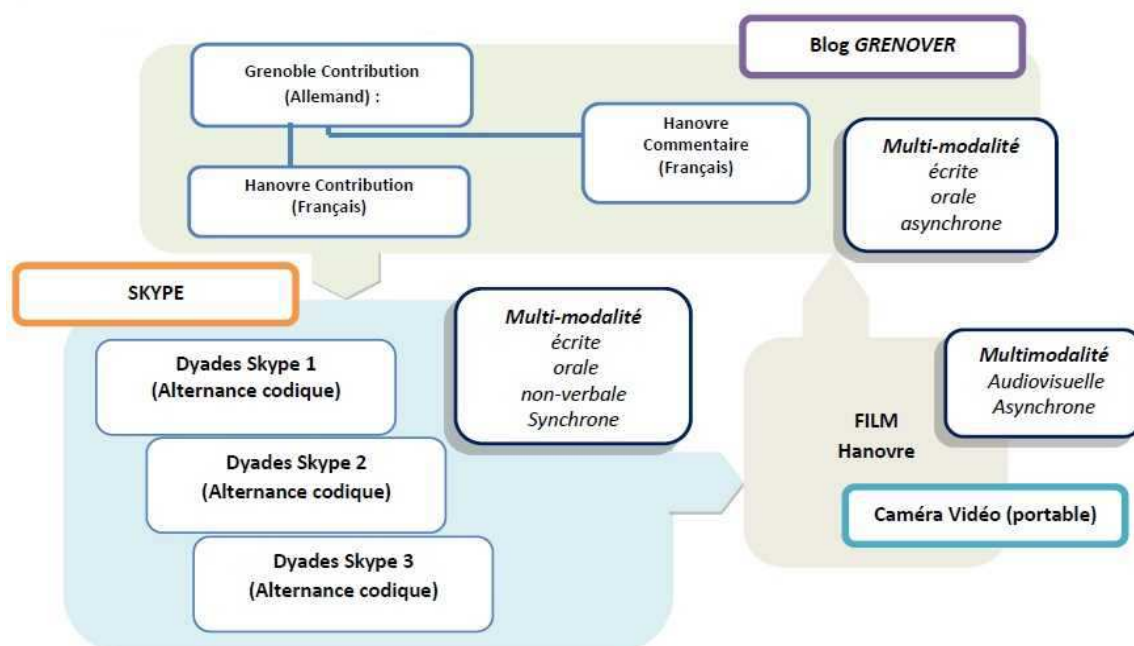 Blog GRENOVER
Grenoble Contribution
(Allemand) :
Hanovre
Commentaire
(Français)
Hanovre Contribution
(Français)
Multi-modalité
écrite
orale
asynchrone
SKYPE
Dyades Skype 1
(Alternance codique)
Dyades Skype 2
(Alternance codique)
Dyades Skype 3
(Alternance codique)
Multi-modalité
écrite
orale
non-verbale
Synchrone
FILM
Hanovre
Multimodalité
Audiovisuelle
Asynchrone
Caméra Vidéo (portable)